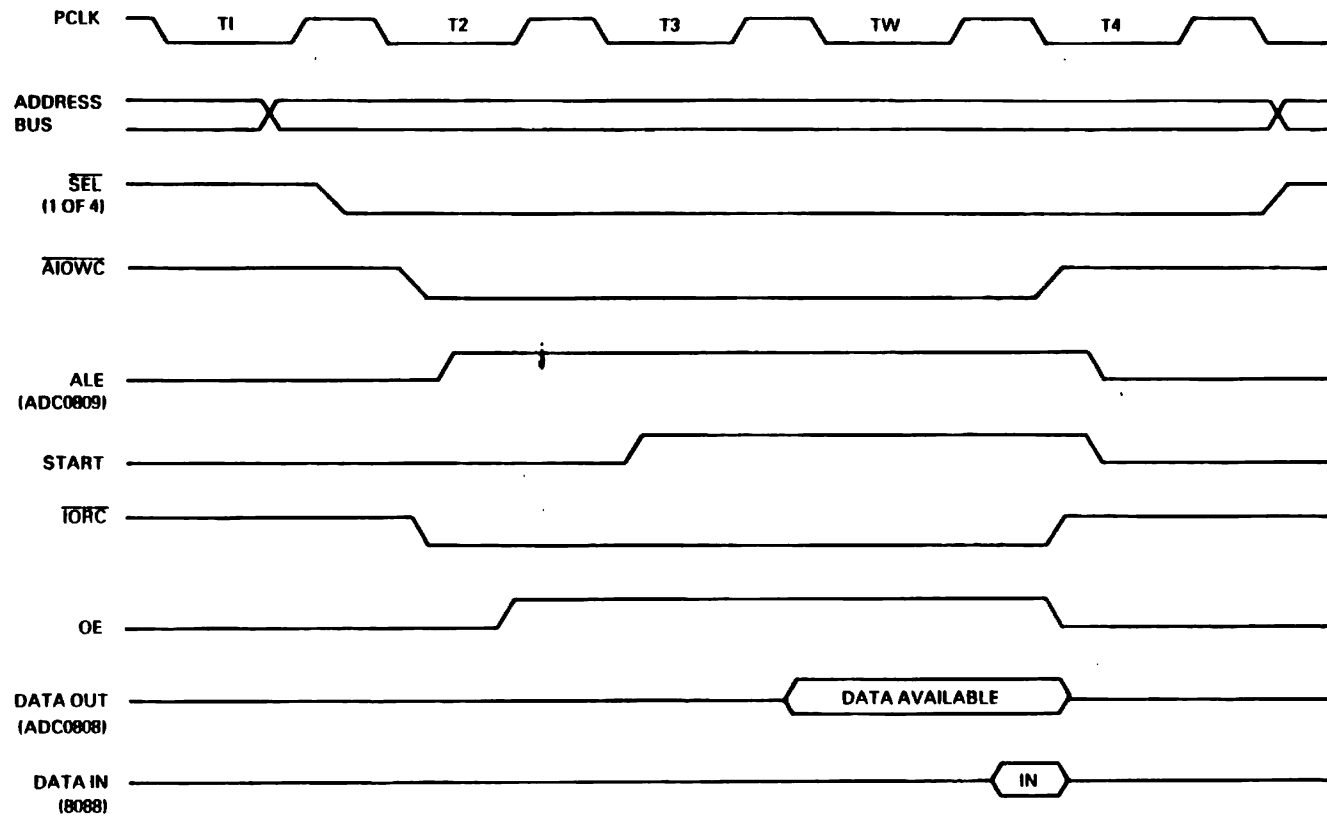 PCLK T1 T2 T3 TW T4
ADDRESS
BUS
SEL
(1 OF 4)
AIOWC
ALE
(ADC0809)
START
IORC
OE
DATA OUT DATA AVAILABLE
(ADC0808)
DATA IN IN
(8088)